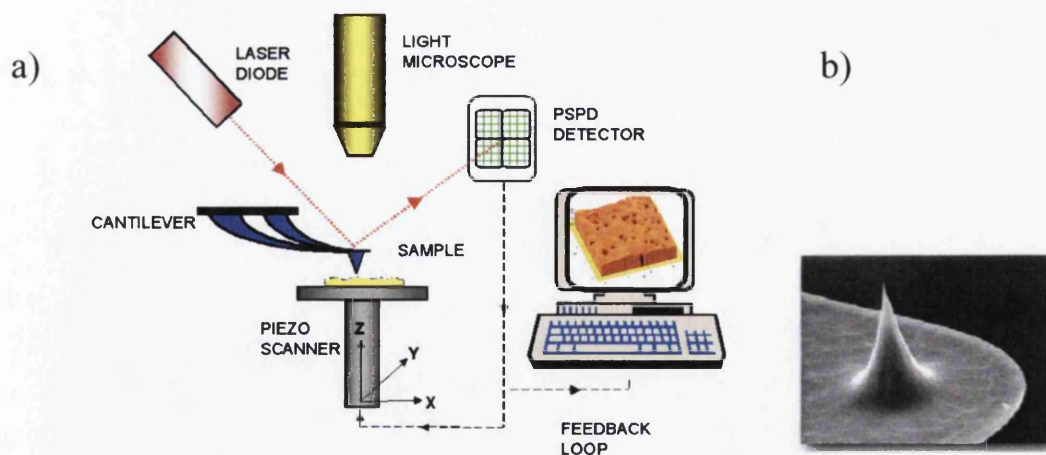 a)
LASER
DIODE
LIGHT
MICROSCOPE
PSPD
DETECTOR
b)
CANTILEVER
SAMPLE
PIEZO
SCANNER
Z
Y
X
FEEDBACK
LOOP